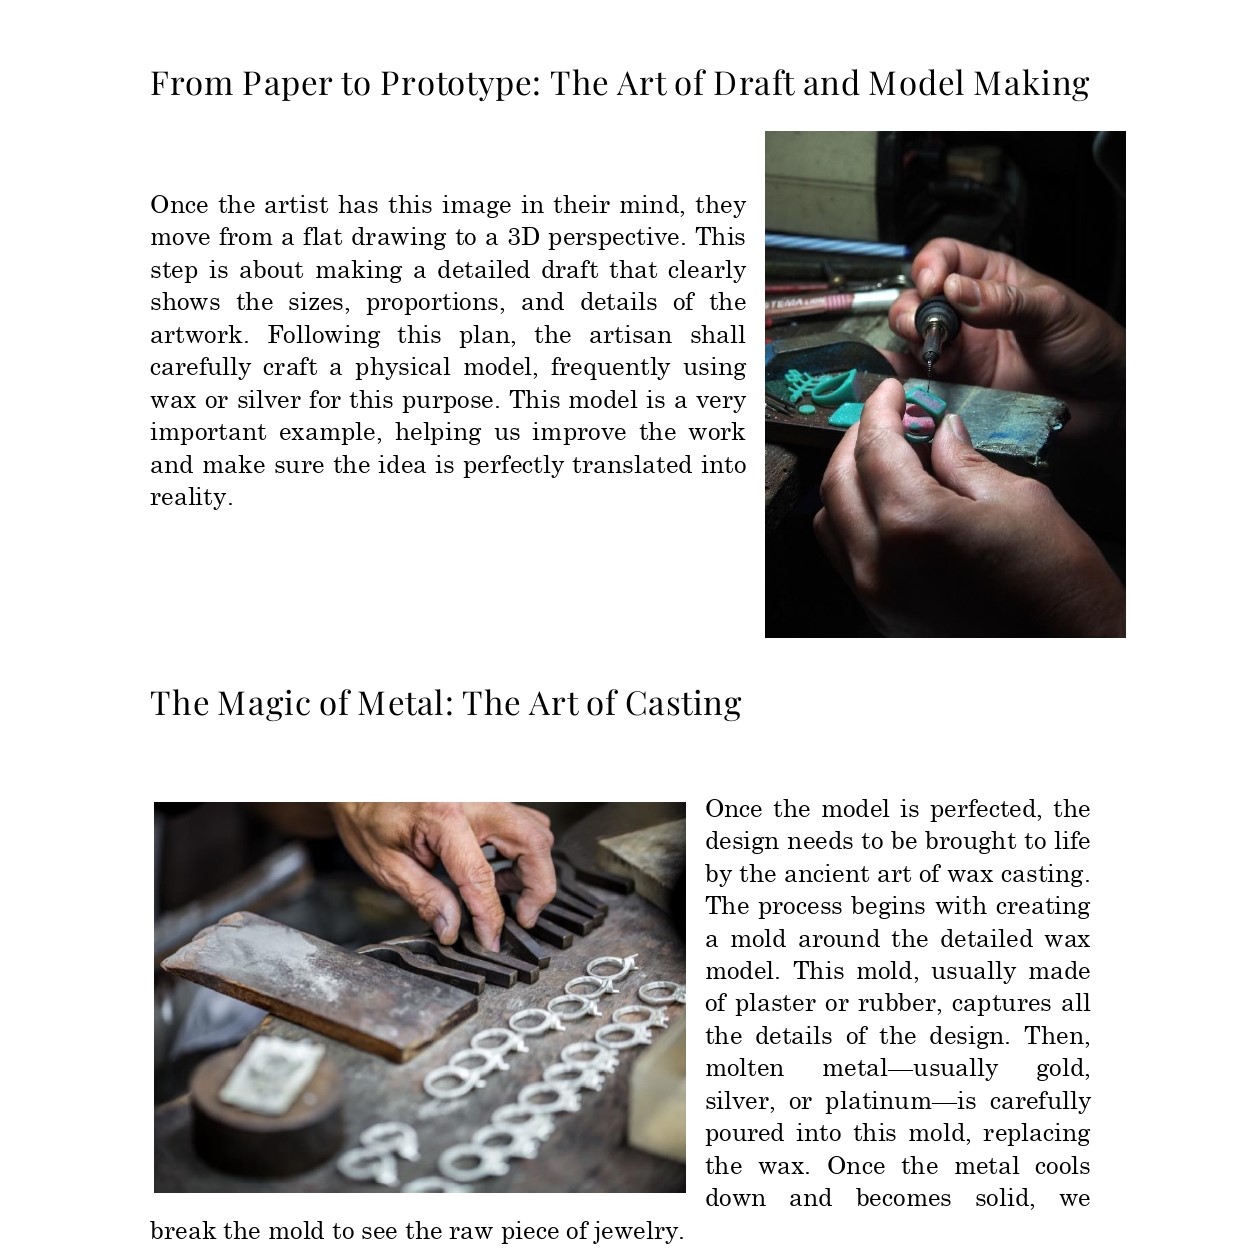 From Paper to Prototype: The Art of Draft and Model Making
Once the artist has this image in their mind, they
move from a flat drawing to a 3D perspective. This
step is about making a detailed draft that clearly
shows the sizes, proportions, and details of the
artwork. Following this plan, the artisan shall
carefully craft a physical model, frequently using
wax or silver for this purpose. This model is a very
important example, helping us improve the work
and make sure the idea is perfectly translated into
reality.
The Magic of Metal: The Art of Casting
Once the model is perfected, the
design needs to be brought to life
by the ancient art of wax casting.
The process begins with creating
a mold around the detailed wax
model. This mold, usually made
of plaster or rubber, captures all
the details of the design. Then,
molten metal—usually gold,
silver, or platinum—is carefully
poured into this mold, replacing
the wax. Once the metal cools
down and becomes solid, we
break the mold to see the raw piece of jewelry.